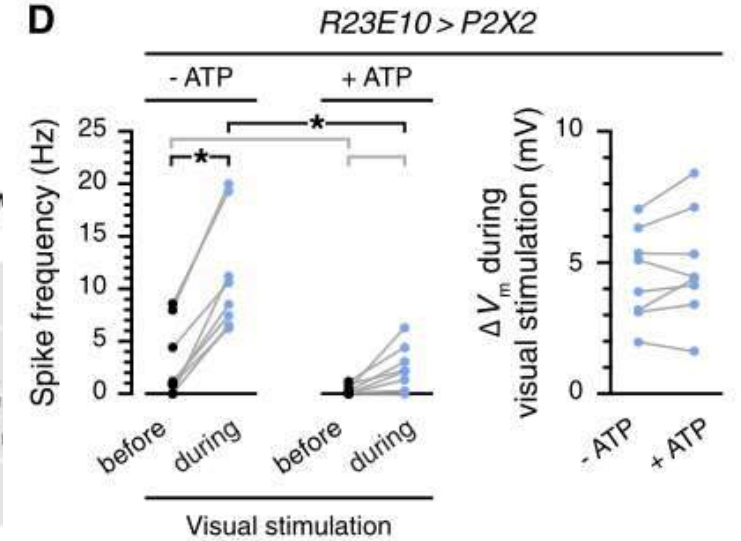 D
R23E10 > P2X2
- ATP
+ ATP
*
*
Spike frequency (Hz)
25
20
15
10
5
0
before
during
before
during
Visual stimulation
ΔVm during
visual stimulation (mV)
10
5
0
- ATP
+ ATP